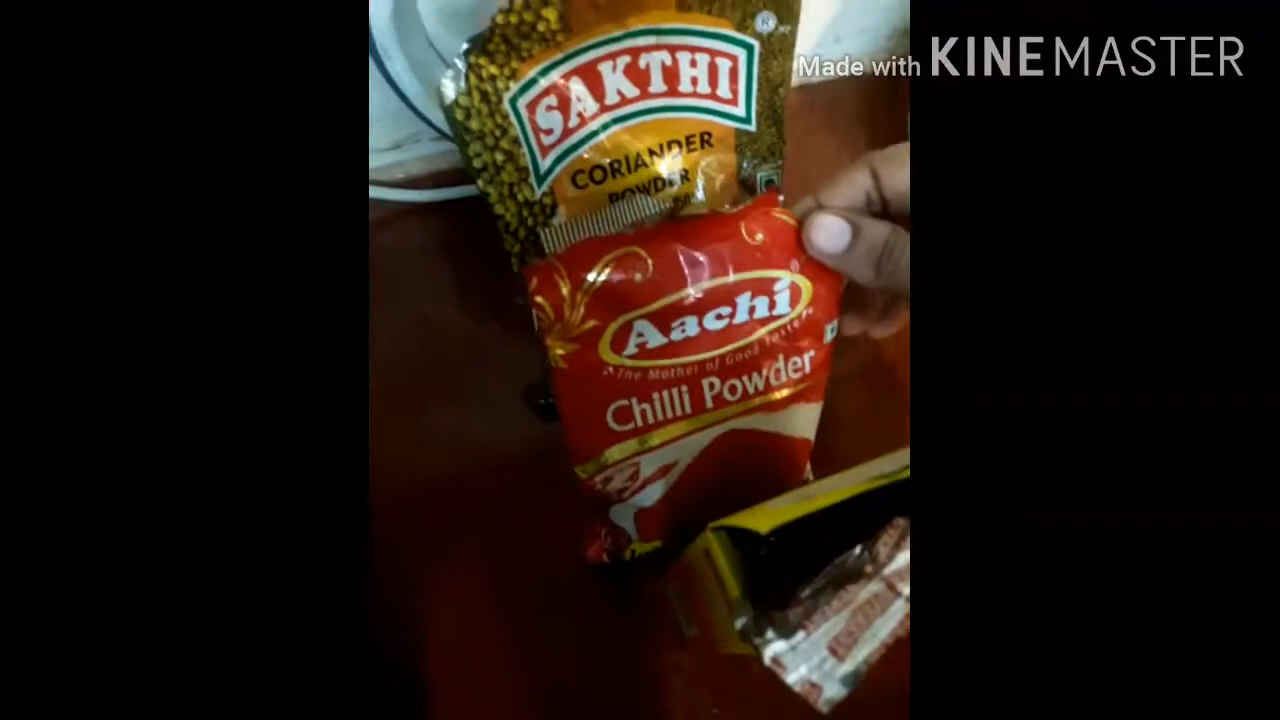 Made with KINEMASTER
SAKTHI
CORIANDER
POWDER
Aachi
The Mother of Good Taste
Chilli Powder